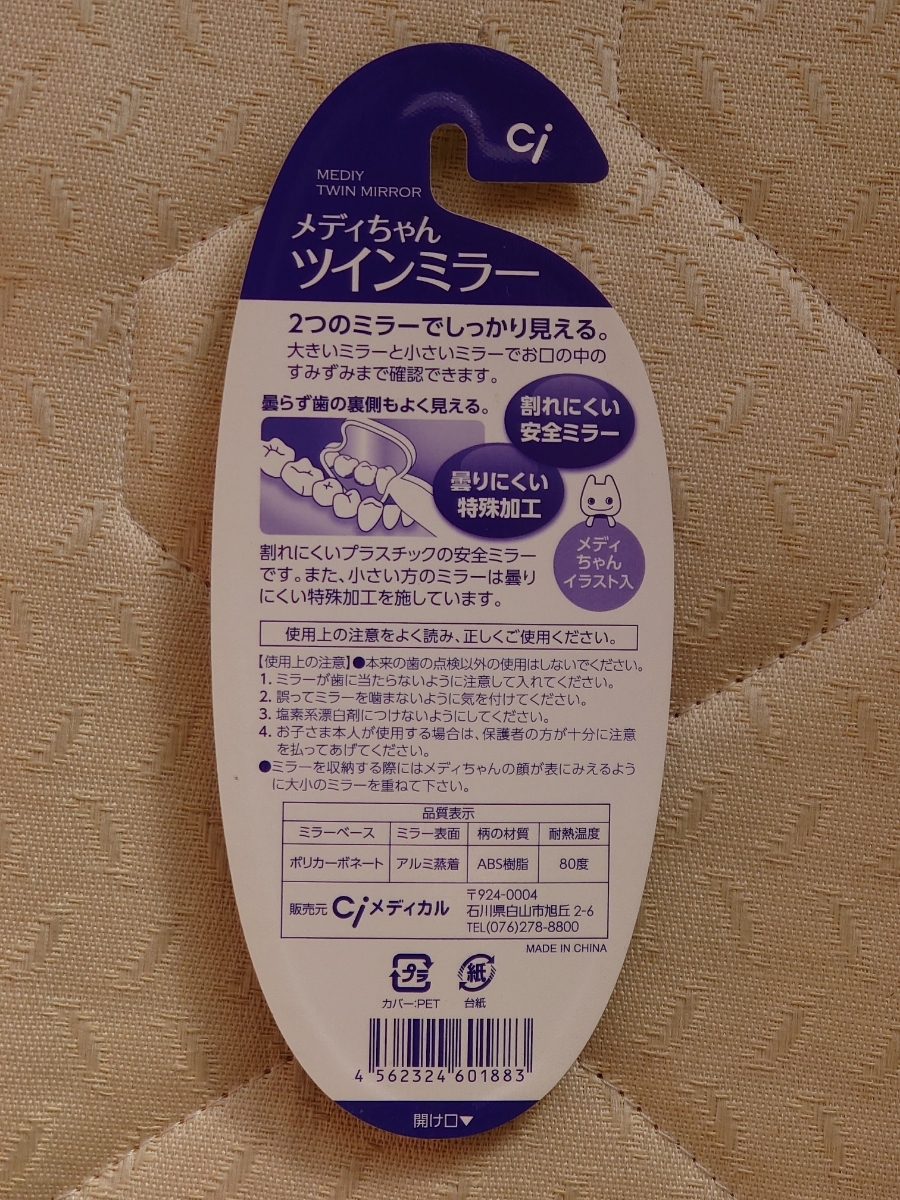 Ci
MEDIY
TWIN MIRROR
メディちゃん
ツインミラー
2つのミラーでしっかり見える。
大きいミラーと小さいミラーでお口の中の
すみずみまで確認できます。
曇らず歯の裏側もよく見える。
割れにくい
安全ミラー
曇りにくい
特殊加工
メディ
ちゃん
イラスト入
割れにくいプラスチックの安全ミラー
です。また、小さい方のミラーは曇り
にくい特殊加工を施しています。
使用上の注意をよく読み、正しくご使用ください。
【使用上の注意】●本来の歯の点検以外の使用はしないでください。
1. ミラーが歯に当たらないように注意して入れてください。
2. 誤ってミラーを噛まないように気を付けてください。
3. 塩素系漂白剤につけないようにしてください。
4. お子さま本人が使用する場合は、保護者の方が十分に注意
を払ってあげてください。
●ミラーを収納する際にはメディちゃんの顔が表にみえるよう
に大小のミラーを重ねて下さい。
品質表示
ミラーベース ミラー表面 柄の材質 耐熱温度
ポリカーボネート アルミ蒸着 ABS樹脂 80度
販売元 Ciメディカル
〒924-0004
石川県白山市旭丘 2-6
TEL(076)278-8800
MADE IN CHINA
プラ 紙
カバー:PET 台紙
4 562324 601883
開け口▼